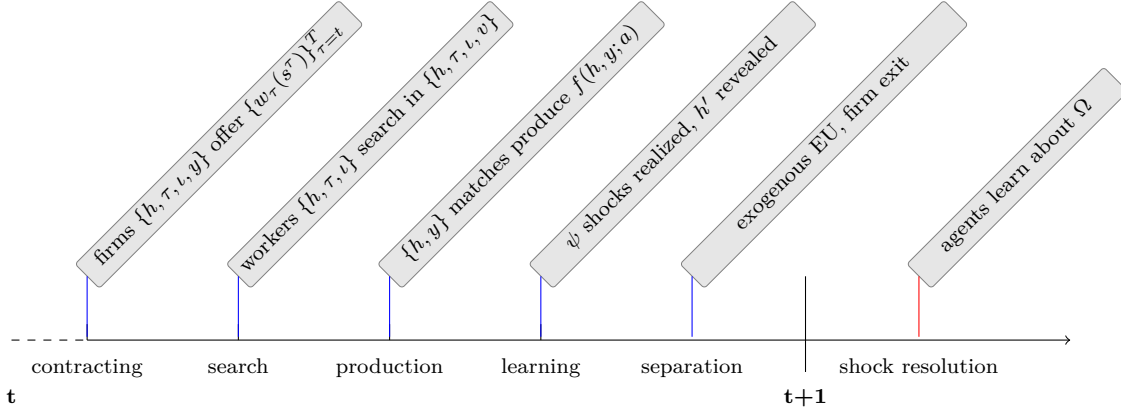 firms {h, τ, ι, y} offer {w_τ(s^τ)}_{τ=t}^T
workers {h, τ, ι} search in {h, τ, ι, v}
{h, y} matches produce f(h, y; a)
ψ shocks realized, h′ revealed
exogenous EU, firm exit
agents learn about Ω
contracting
search
production
learning
separation
shock resolution
t
t+1